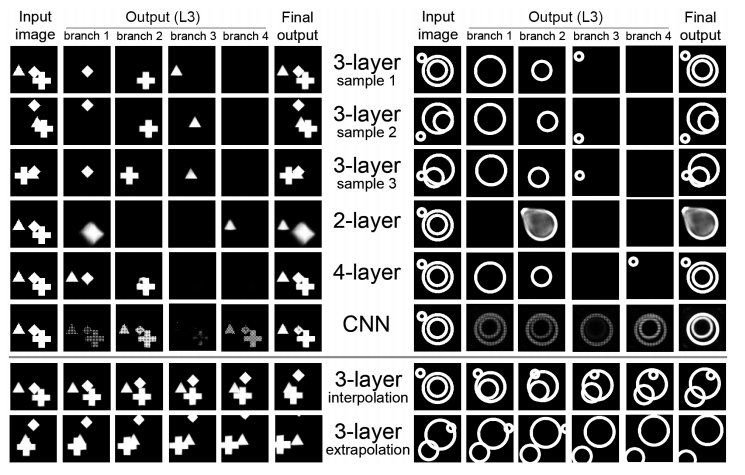 Input image
Output (L3)
Final output
Input image
Output (L3)
Final output
branch 1 branch 2 branch 3 branch 4
branch 1 branch 2 branch 3 branch 4
3-layer
sample 1
3-layer
sample 2
3-layer
sample 3
2-layer
4-layer
CNN
3-layer
interpolation
3-layer
extrapolation